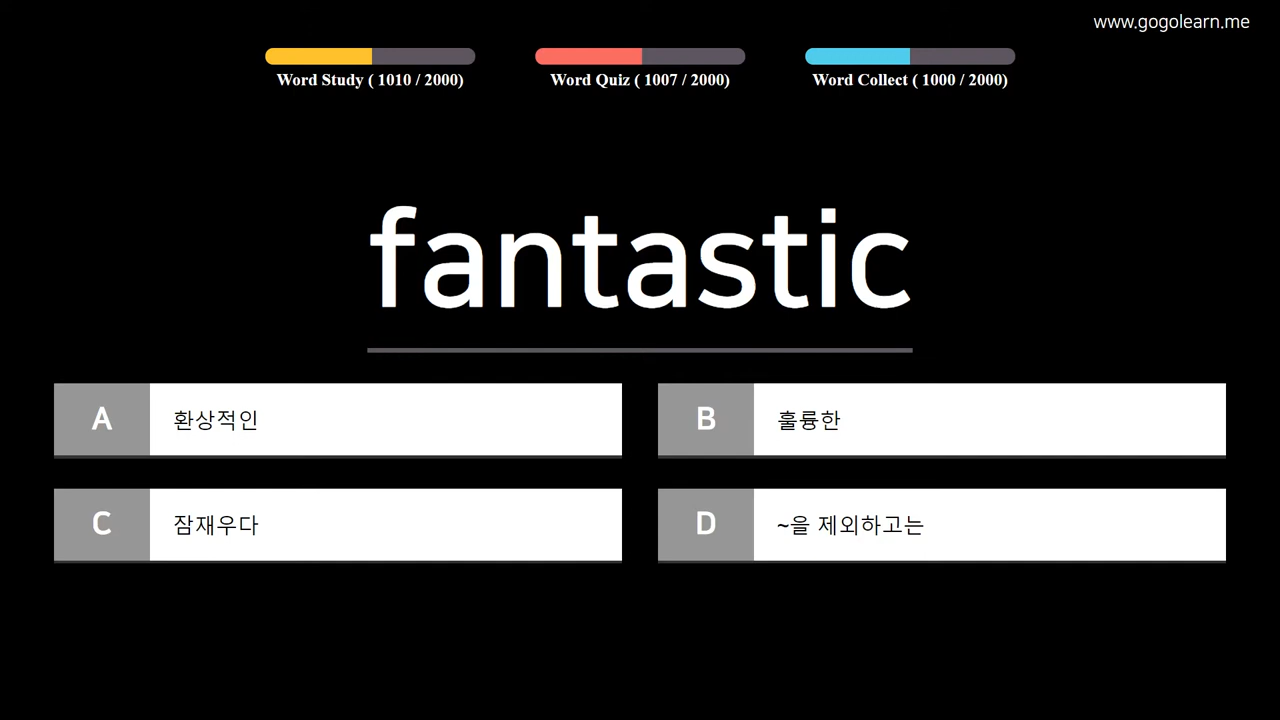 www.gogolearn.me
Word Study ( 1010 / 2000)
Word Quiz ( 1007 / 2000)
Word Collect ( 1000 / 2000)
fantastic
A 환상적인
B 훌륭한
C 잠재우다
D ~을 제외하고는